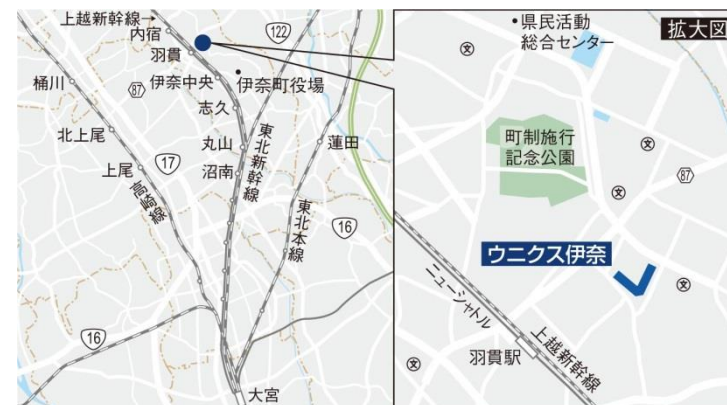 上越新幹線
内宿
122
羽貫
桶川
87
伊奈中央
伊奈町役場
志久
北上尾
丸山
東北新幹線
蓮田
上尾
17
沼南
高崎線
東北本線
16
16
大宮
県民活動
総合センター
拡大図
文
町制施行
記念公園
文
87
文
ウニクス伊奈
文
ニューシャトル
上越新幹線
羽貫駅
文